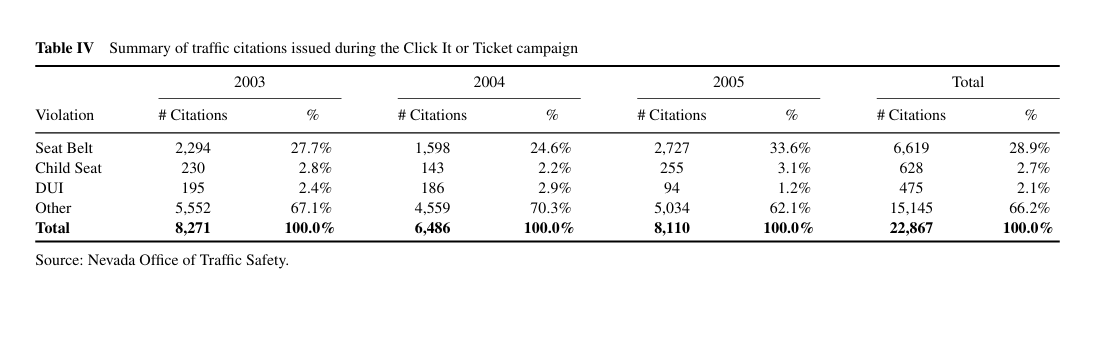 Table IV Summary of traffic citations issued during the Click It or Ticket campaign
2003 2004 2005 Total
Violation # Citations % # Citations % # Citations % # Citations %
Seat Belt 2,294 27.7% 1,598 24.6% 2,727 33.6% 6,619 28.9%
Child Seat 230 2.8% 143 2.2% 255 3.1% 628 2.7%
DUI 195 2.4% 186 2.9% 94 1.2% 475 2.1%
Other 5,552 67.1% 4,559 70.3% 5,034 62.1% 15,145 66.2%
Total 8,271 100.0% 6,486 100.0% 8,110 100.0% 22,867 100.0%
Source: Nevada Office of Traffic Safety.